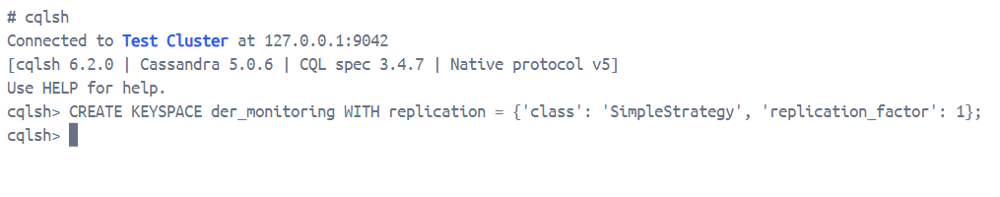 # cqlsh
Connected to Test Cluster at 127.0.0.1:9042
[cqlsh 6.2.0 | Cassandra 5.0.6 | CQL spec 3.4.7 | Native protocol v5]
Use HELP for help.
cqlsh> CREATE KEYSPACE der_monitoring WITH replication = {'class': 'SimpleStrategy', 'replication_factor': 1};
cqlsh>